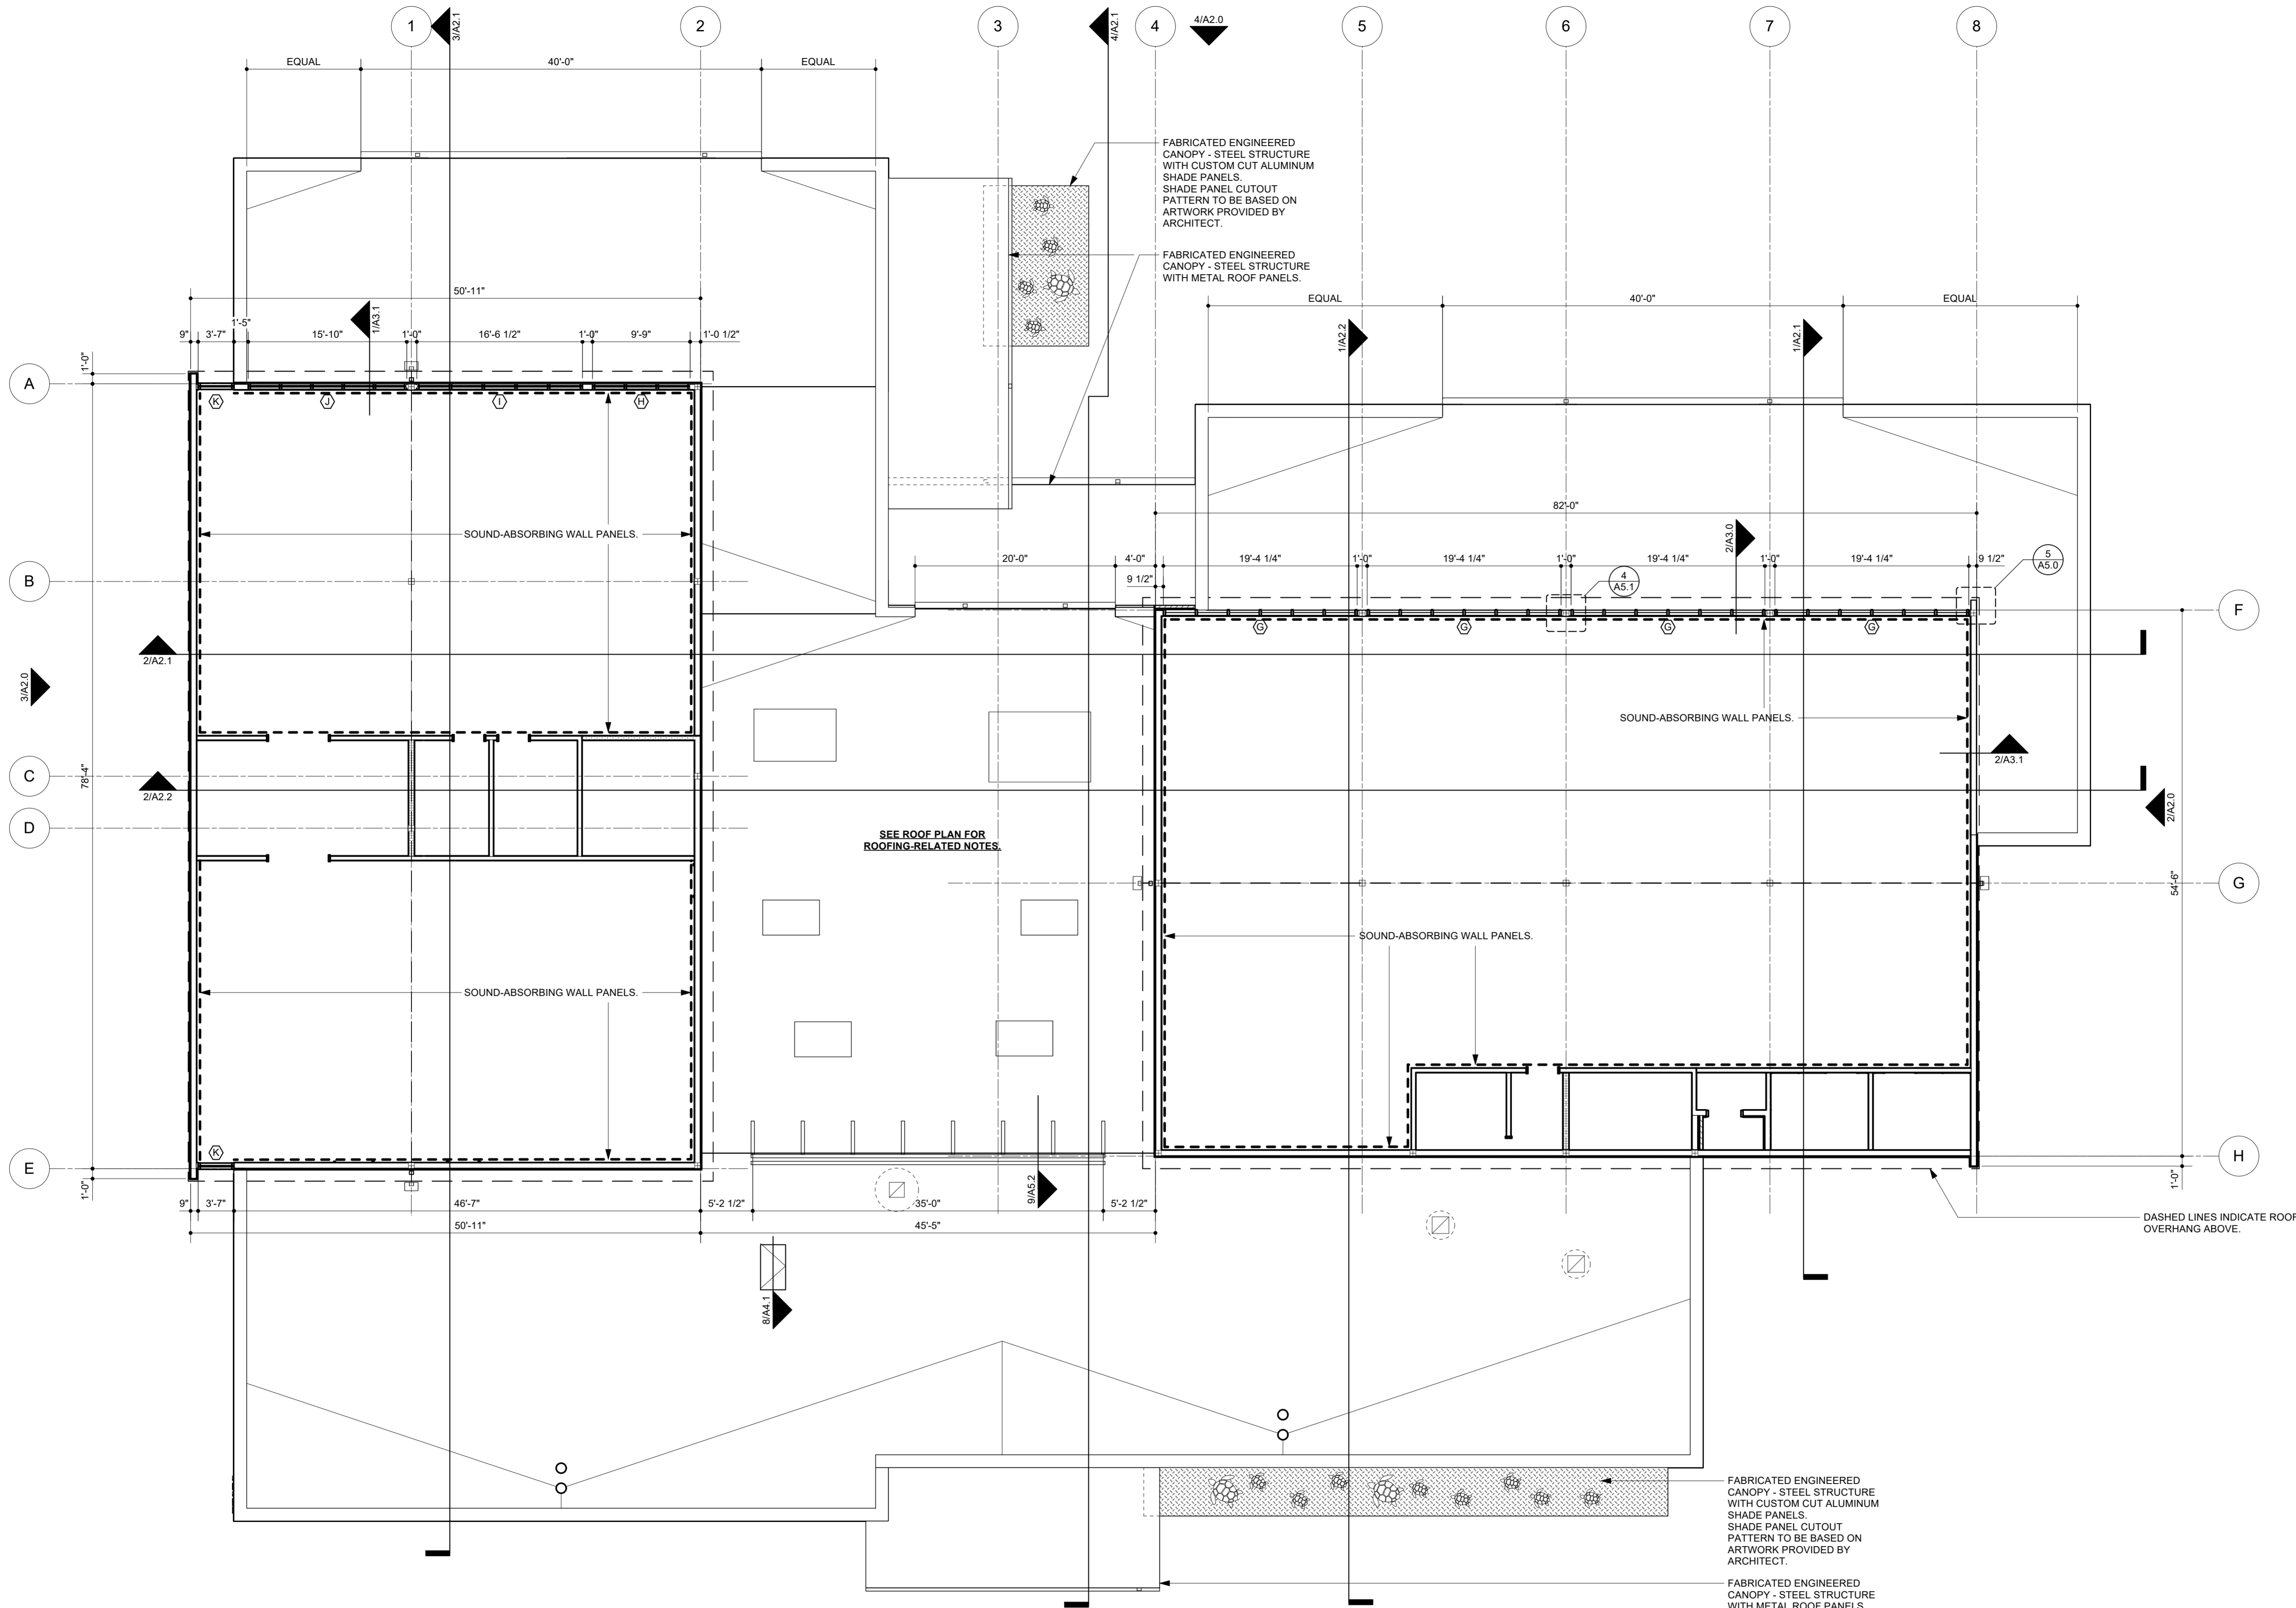 1
3/A2.1
2
3
4/A2.1
4
4/A2.0
5
6
7
8
EQUAL
40'-0"
EQUAL
FABRICATED ENGINEERED
CANOPY - STEEL STRUCTURE
WITH CUSTOM CUT ALUMINUM
SHADE PANELS.
SHADE PANEL CUTOUT
PATTERN TO BE BASED ON
ARTWORK PROVIDED BY
ARCHITECT.
FABRICATED ENGINEERED
CANOPY - STEEL STRUCTURE
WITH METAL ROOF PANELS.
50'-11"
EQUAL
40'-0"
EQUAL
1/A3.1
1/A2.2
1/A2.1
9"
3'-7"
1'-5"
15'-10"
1'-0"
16'-6 1/2"
1'-0"
9'-9"
1'-0 1/2"
1'-0"
A
K
J
I
H
82'-0"
SOUND-ABSORBING WALL PANELS.
2/A3.0
B
20'-0"
4'-0"
9 1/2"
19'-4 1/4"
1'-0"
19'-4 1/4"
1'-0"
19'-4 1/4"
1'-0"
19'-4 1/4"
9 1/2"
4
A5.1
5
A5.0
F
G
G
G
G
2/A2.1
3/A2.0
SOUND-ABSORBING WALL PANELS.
2/A3.1
C
78'-4"
2/A2.2
2/A2.0
D
SEE ROOF PLAN FOR
ROOFING-RELATED NOTES.
54'-6"
G
SOUND-ABSORBING WALL PANELS.
SOUND-ABSORBING WALL PANELS.
K
E
H
1'-0"
1'-0"
9"
3'-7"
46'-7"
5'-2 1/2"
35'-0"
9/A5.2
5'-2 1/2"
50'-11"
45'-5"
DASHED LINES INDICATE ROOF
OVERHANG ABOVE.
8/A4.1
FABRICATED ENGINEERED
CANOPY - STEEL STRUCTURE
WITH CUSTOM CUT ALUMINUM
SHADE PANELS.
SHADE PANEL CUTOUT
PATTERN TO BE BASED ON
ARTWORK PROVIDED BY
ARCHITECT.
FABRICATED ENGINEERED
CANOPY - STEEL STRUCTURE
WITH METAL ROOF PANELS.